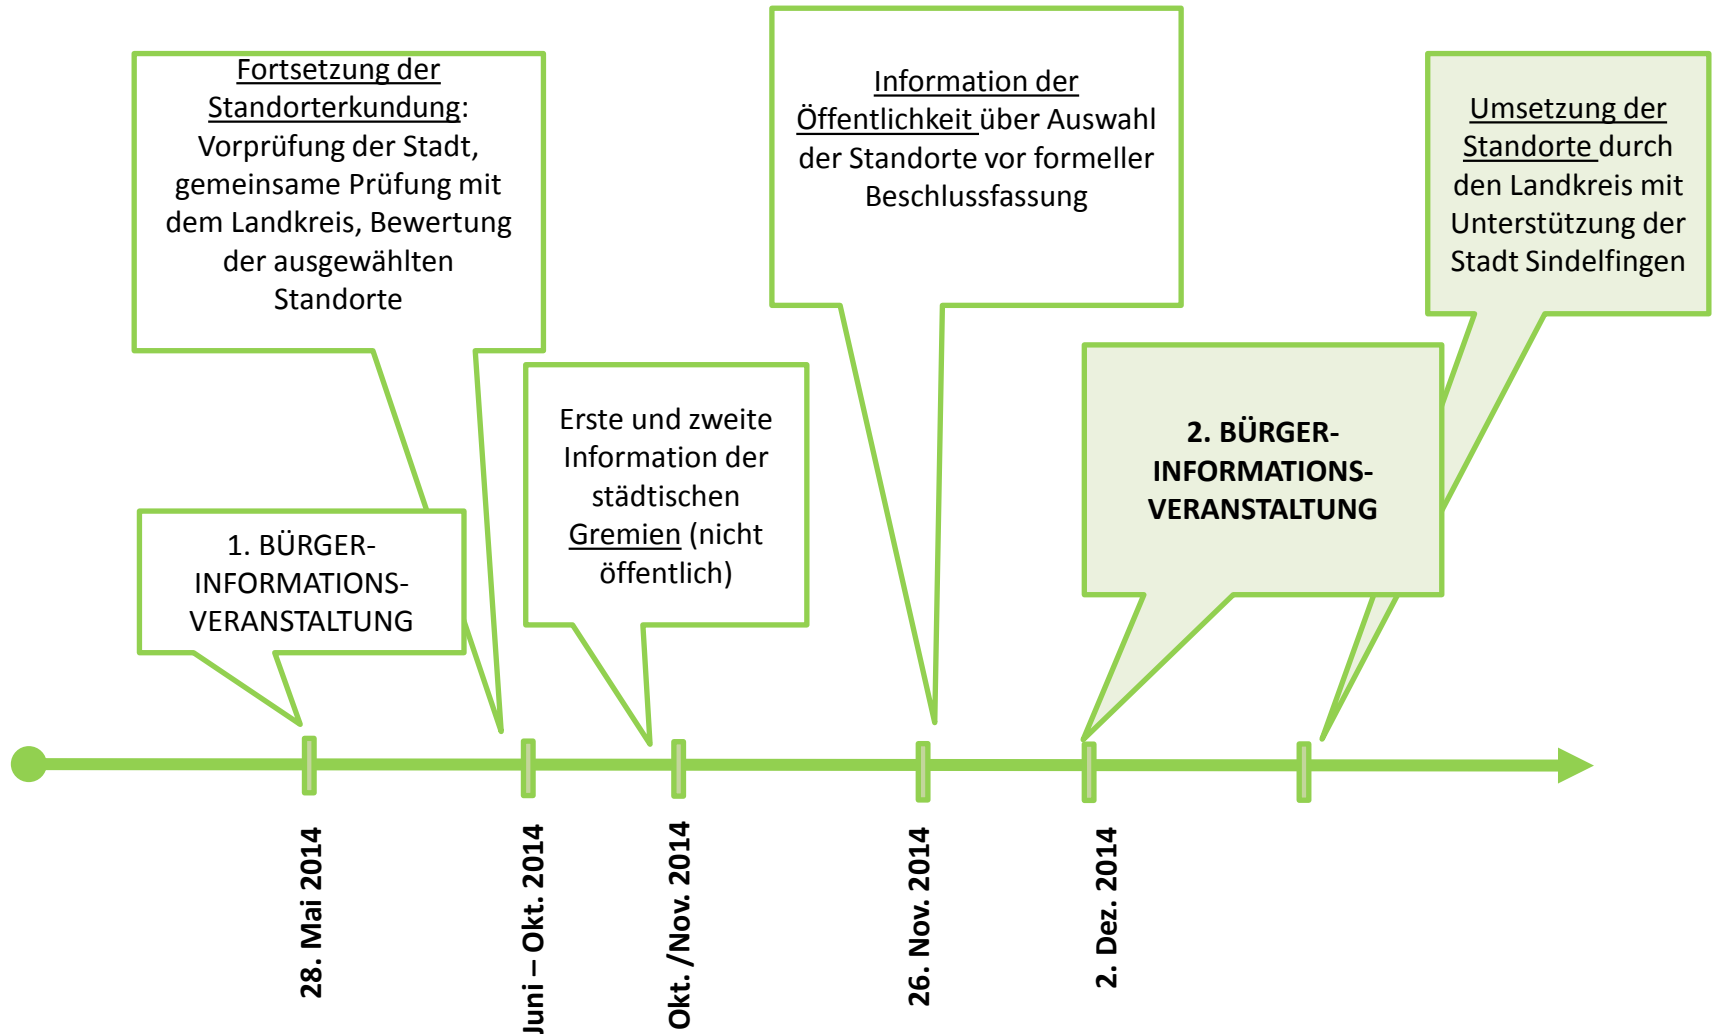 Fortsetzung der
Standorterkundung:
Vorprüfung der Stadt,
gemeinsame Prüfung mit
dem Landkreis, Bewertung
der ausgewählten
Standorte
Information der
Öffentlichkeit über Auswahl
der Standorte vor formeller
Beschlussfassung
Umsetzung der
Standorte durch
den Landkreis mit
Unterstützung der
Stadt Sindelfingen
1. BÜRGER-
INFORMATIONS-
VERANSTALTUNG
Erste und zweite
Information der
städtischen
Gremien (nicht
öffentlich)
2. BÜRGER-
INFORMATIONS-
VERANSTALTUNG
28. Mai 2014
Juni – Okt. 2014
Okt. /Nov. 2014
26. Nov. 2014
2. Dez. 2014